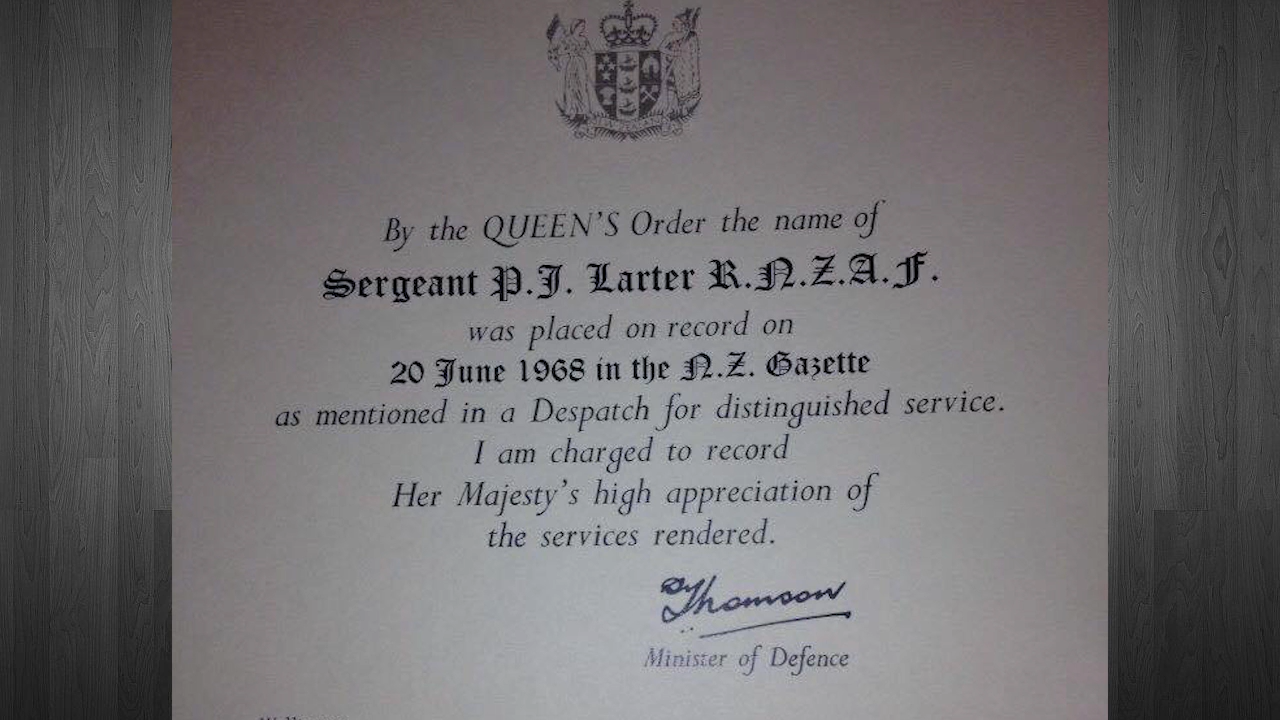 By the QUEEN'S Order the name of
Sergeant P.J. Larter R.N.Z.A.F.
was placed on record on
20 June 1968 in the N.Z. Gazette
as mentioned in a Despatch for distinguished service.
I am charged to record
Her Majesty's high appreciation of
the services rendered.
Thomson
Minister of Defence